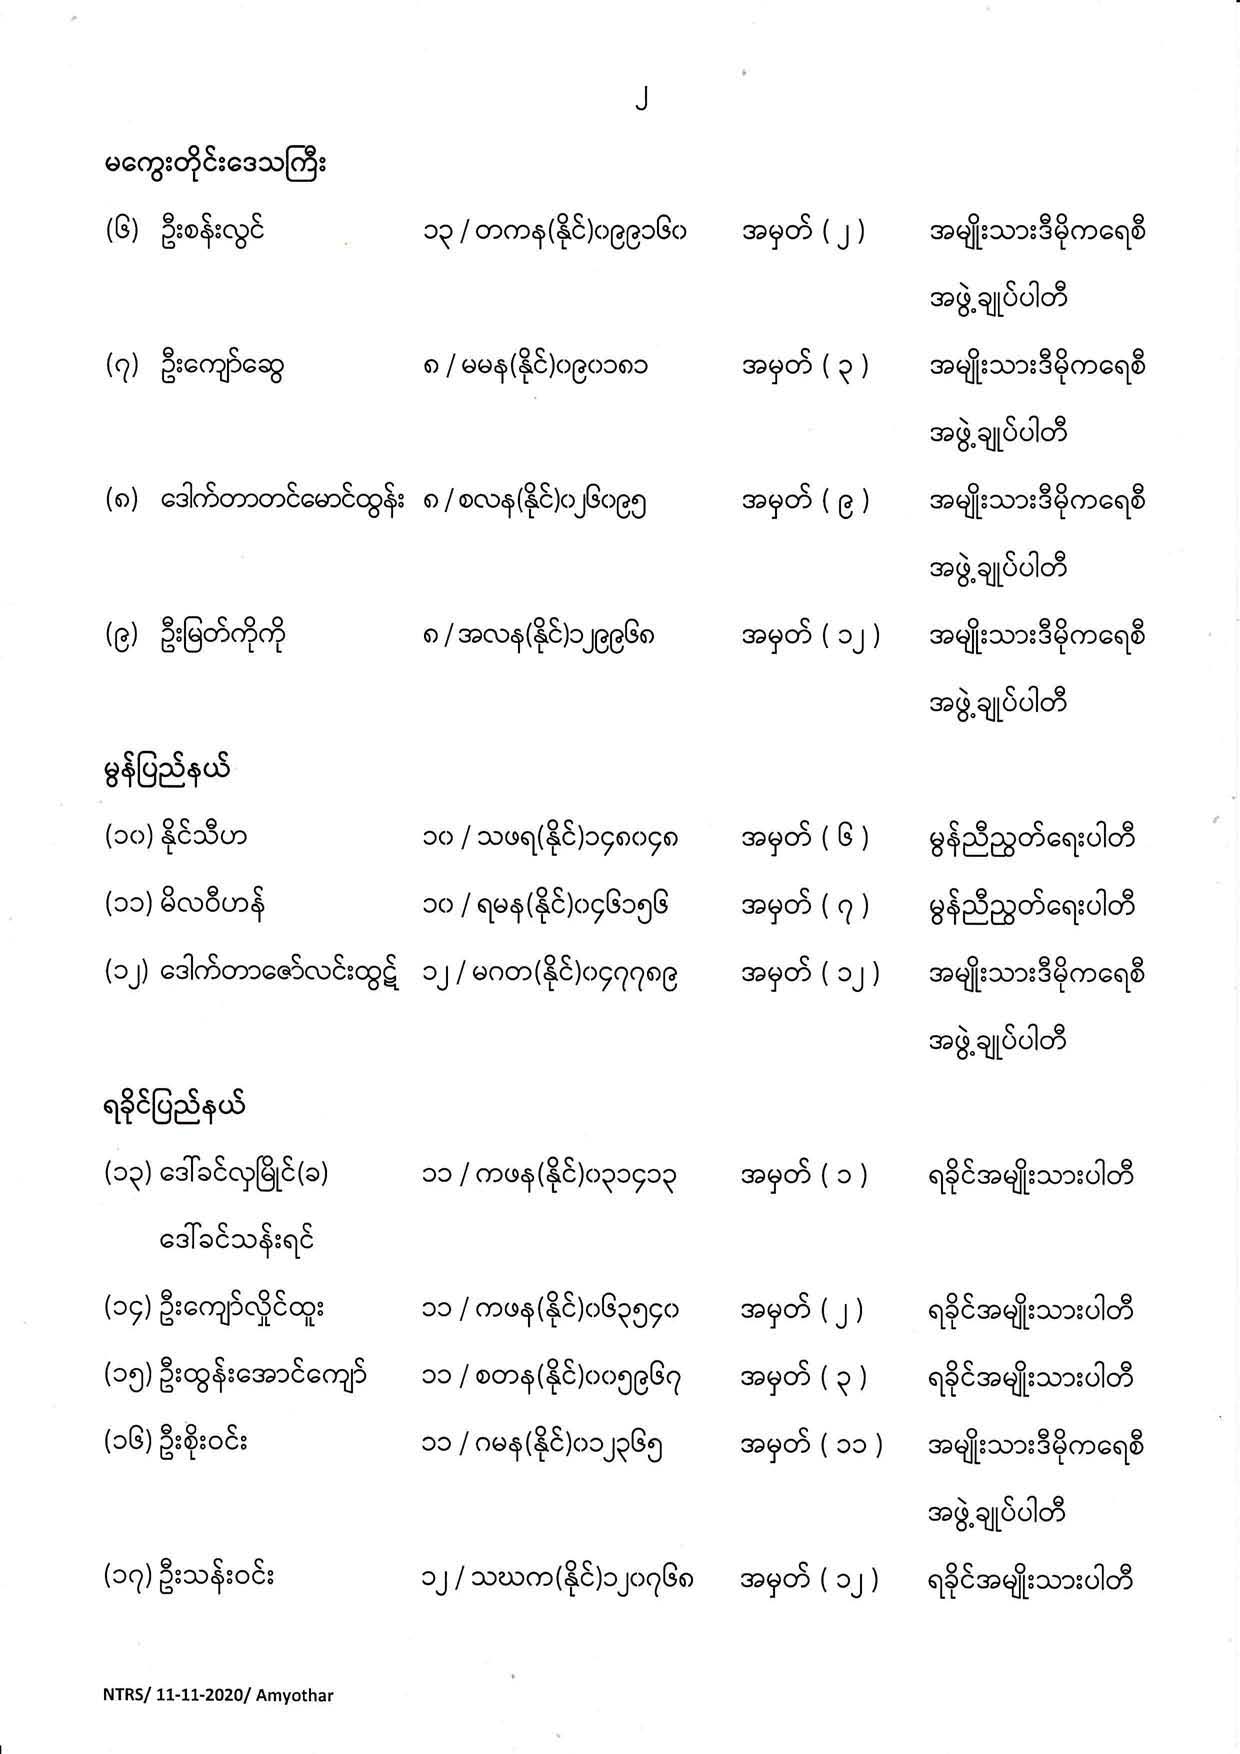 ၂
မကွေးတိုင်းဒေသကြီး
(၆) ဦးစန်းလွင် ၁၃ / တကန(နိုင်)၀၉၉၁၆၀ အမှတ် ( ၂ ) အမျိုးသားဒီမိုကရေစီ
အဖွဲ့ချုပ်ပါတီ
(၇) ဦးကျော်ဆွေ ၈ / မမန(နိုင်)၀၉၀၁၈၁ အမှတ် ( ၃ ) အမျိုးသားဒီမိုကရေစီ
အဖွဲ့ချုပ်ပါတီ
(၈) ဒေါက်တာတင်မောင်ထွန်း ၈ / စလန(နိုင်)၀၂၆၀၉၅ အမှတ် ( ၉ ) အမျိုးသားဒီမိုကရေစီ
အဖွဲ့ချုပ်ပါတီ
(၉) ဦးမြတ်ကိုကို ၈ / အလန(နိုင်)၁၂၉၉၆၈ အမှတ် ( ၁၂ ) အမျိုးသားဒီမိုကရေစီ
အဖွဲ့ချုပ်ပါတီ
မွန်ပြည်နယ်
(၁၀) နိုင်သီဟ ၁၀ / သဖရ(နိုင်)၁၄၈၀၄၈ အမှတ် ( ၆ ) မွန်ညီညွတ်ရေးပါတီ
(၁၁) မိလဝီဟန် ၁၀ / ရမန(နိုင်)၀၄၆၁၅၆ အမှတ် ( ၇ ) မွန်ညီညွတ်ရေးပါတီ
(၁၂) ဒေါက်တာဇော်လင်းထွဋ် ၁၂ / မဂတ(နိုင်)၀၄၇၇၈၉ အမှတ် ( ၁၂ ) အမျိုးသားဒီမိုကရေစီ
အဖွဲ့ချုပ်ပါတီ
ရခိုင်ပြည်နယ်
(၁၃) ဒေါ်ခင်လှမြိုင်(ခ) ၁၁ / ကဖန(နိုင်)၀၃၁၄၁၃ အမှတ် ( ၁ ) ရခိုင်အမျိုးသားပါတီ
ဒေါ်ခင်သန်းရင်
(၁၄) ဦးကျော်လှိုင်ထူး ၁၁ / ကဖန(နိုင်)၀၆၃၅၄၀ အမှတ် ( ၂ ) ရခိုင်အမျိုးသားပါတီ
(၁၅) ဦးထွန်းအောင်ကျော် ၁၁ / စတန(နိုင်)၀၀၅၉၆၇ အမှတ် ( ၃ ) ရခိုင်အမျိုးသားပါတီ
(၁၆) ဦးစိုးဝင်း ၁၁ / ဂမန(နိုင်)၀၁၂၃၆၅ အမှတ် ( ၁၁ ) အမျိုးသားဒီမိုကရေစီ
အဖွဲ့ချုပ်ပါတီ
(၁၇) ဦးသန်းဝင်း ၁၂ / သဃက(နိုင်)၁၂၀၇၆၈ အမှတ် ( ၁၂ ) ရခိုင်အမျိုးသားပါတီ
NTRS/ 11-11-2020/ Amyothar